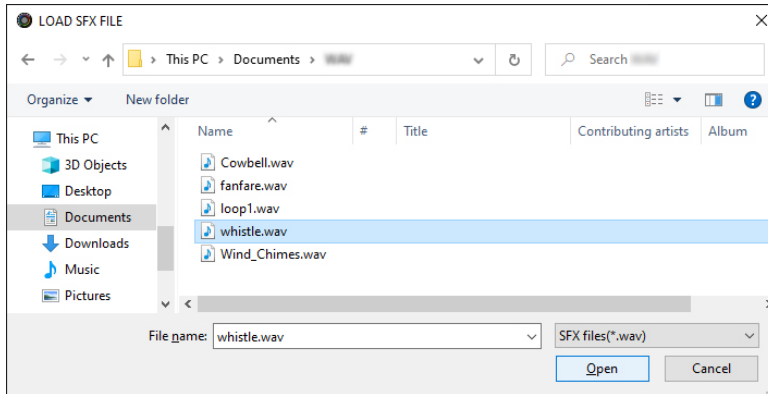 LOAD SFX FILE
This PC > Documents >
Search
Organize New folder
Name # Title Contributing artists Album
This PC
3D Objects
Desktop
Documents
Downloads
Music
Pictures
Cowbell.wav
fanfare.wav
loop1.wav
whistle.wav
Wind_Chimes.wav
File name: whistle.wav SFX files(*.wav)
Open Cancel